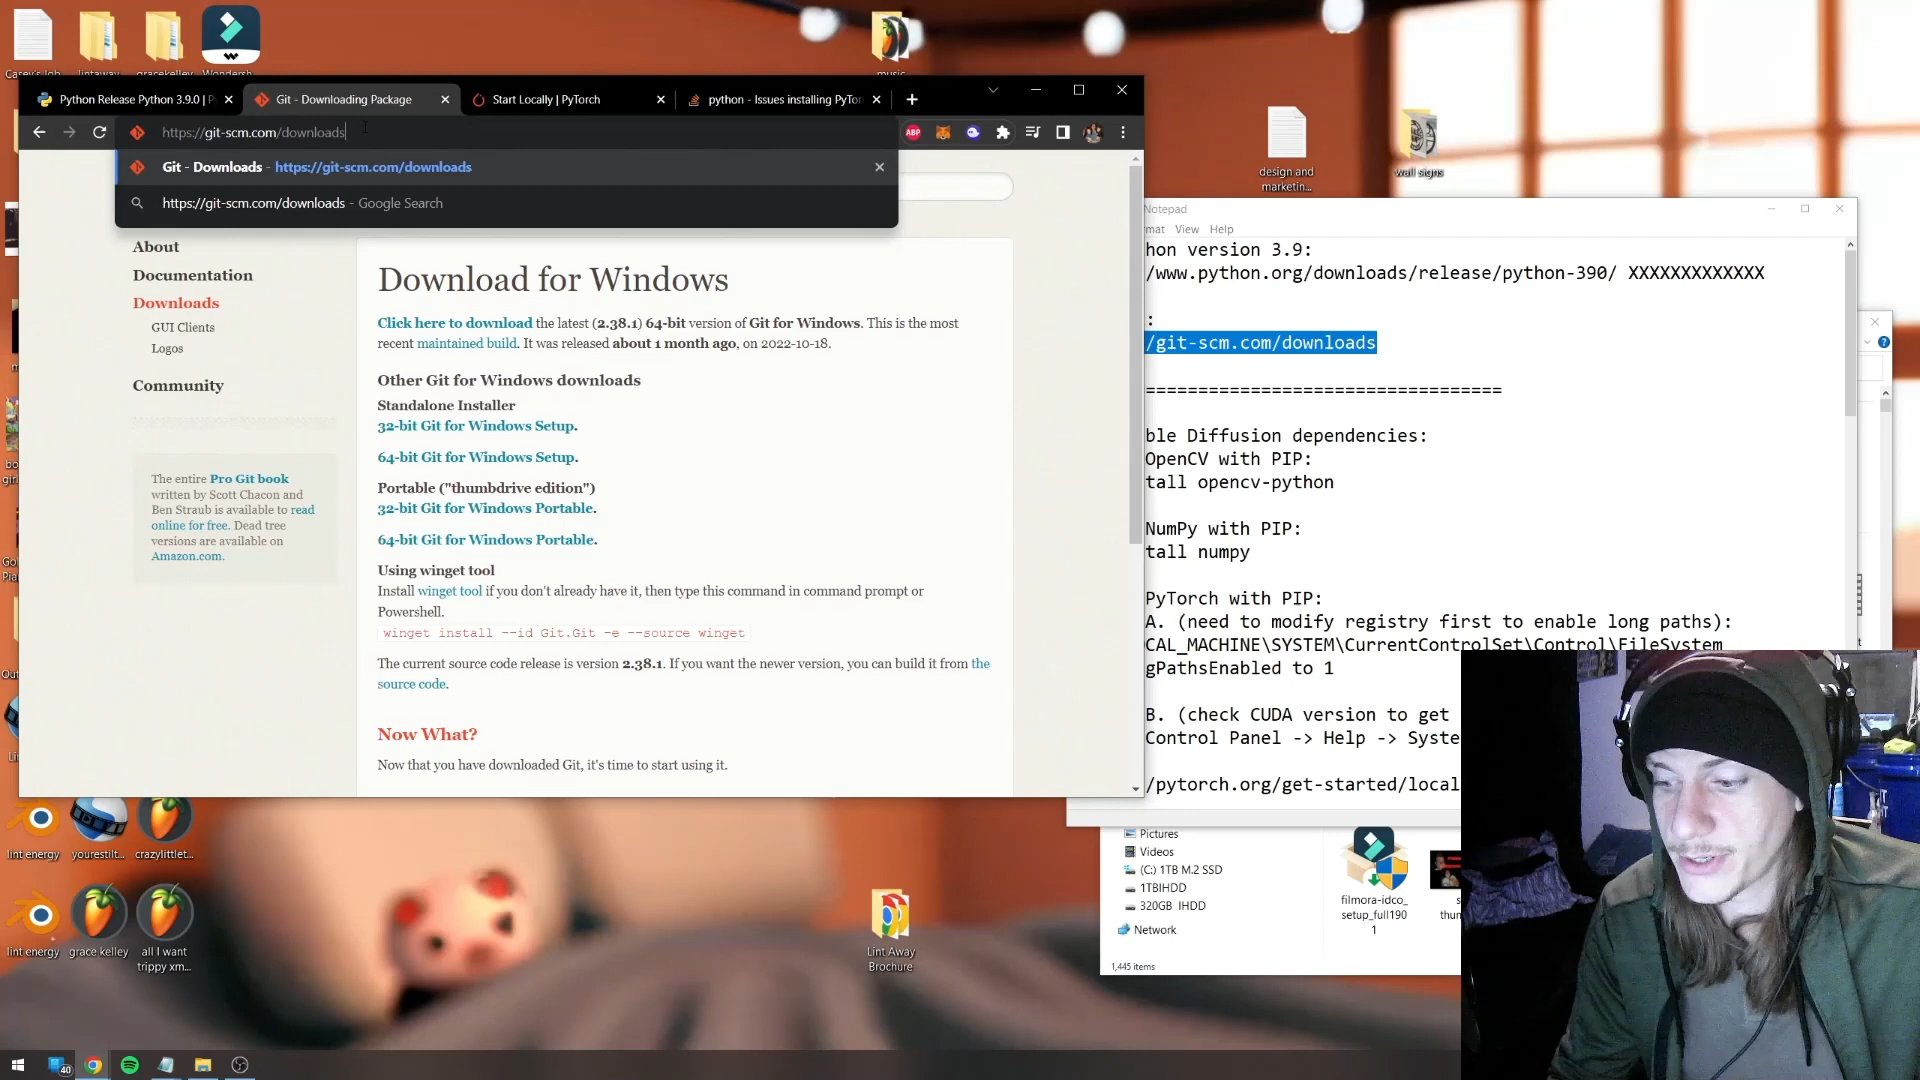 Wondersh...
music
Python Release Python 3.9.0 | P
Git - Downloading Package
Start Locally | PyTorch
python - Issues installing PyTor
https://git-scm.com/downloads
ABP
Git - Downloads - https://git-scm.com/downloads
https://git-scm.com/downloads - Google Search
About
Documentation
Downloads
GUI Clients
Logos
Community
The entire Pro Git book
written by Scott Chacon and
Ben Straub is available to read
online for free. Dead tree
versions are available on
Amazon.com.
Download for Windows
Click here to download the latest (2.38.1) 64-bit version of Git for Windows. This is the most
recent maintained build. It was released about 1 month ago, on 2022-10-18.
Other Git for Windows downloads
Standalone Installer
32-bit Git for Windows Setup.
64-bit Git for Windows Setup.
Portable ("thumbdrive edition")
32-bit Git for Windows Portable.
64-bit Git for Windows Portable.
Using winget tool
Install winget tool if you don't already have it, then type this command in command prompt or
Powershell.
winget install --id Git.Git -e --source winget
The current source code release is version 2.38.1. If you want the newer version, you can build it from the
source code.
Now What?
Now that you have downloaded Git, it's time to start using it.
design and
marketin...
wall signs
Notepad
mat View Help
hon version 3.9:
/www.python.org/downloads/release/python-390/ XXXXXXXXXXXXX
:
/git-scm.com/downloads
==================================
ble Diffusion dependencies:
OpenCV with PIP:
tall opencv-python
NumPy with PIP:
tall numpy
PyTorch with PIP:
A. (need to modify registry first to enable long paths):
CAL_MACHINE\SYSTEM\CurrentControlSet\Control\FileSystem
gPathsEnabled to 1
B. (check CUDA version to get
Control Panel -> Help -> Syste
/pytorch.org/get-started/local
Pictures
Videos
(C:) 1TB M.2 SSD
1TBIHDD
320GB IHDD
Network
1,445 items
filmora-idco_
setup_full190
1
lint energy
yourestilt...
crazylittlet...
lint energy
grace kelley
all I want
trippy xm...
Lint Away
Brochure
40